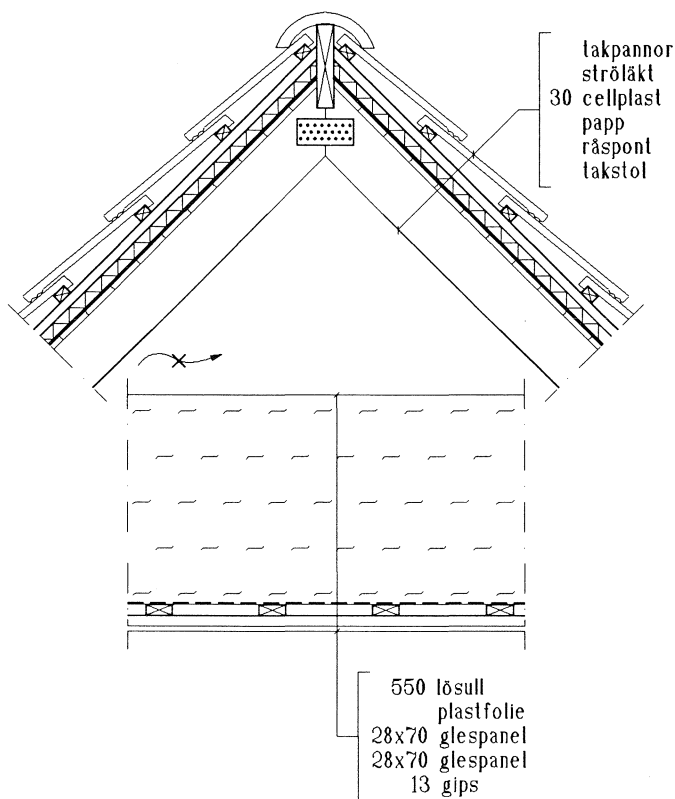 takpannor
ströläkt
30 cellplast
papp
råspont
takstol
550 lösull
plastfolie
28x70 glespanel
28x70 glespanel
13 gips